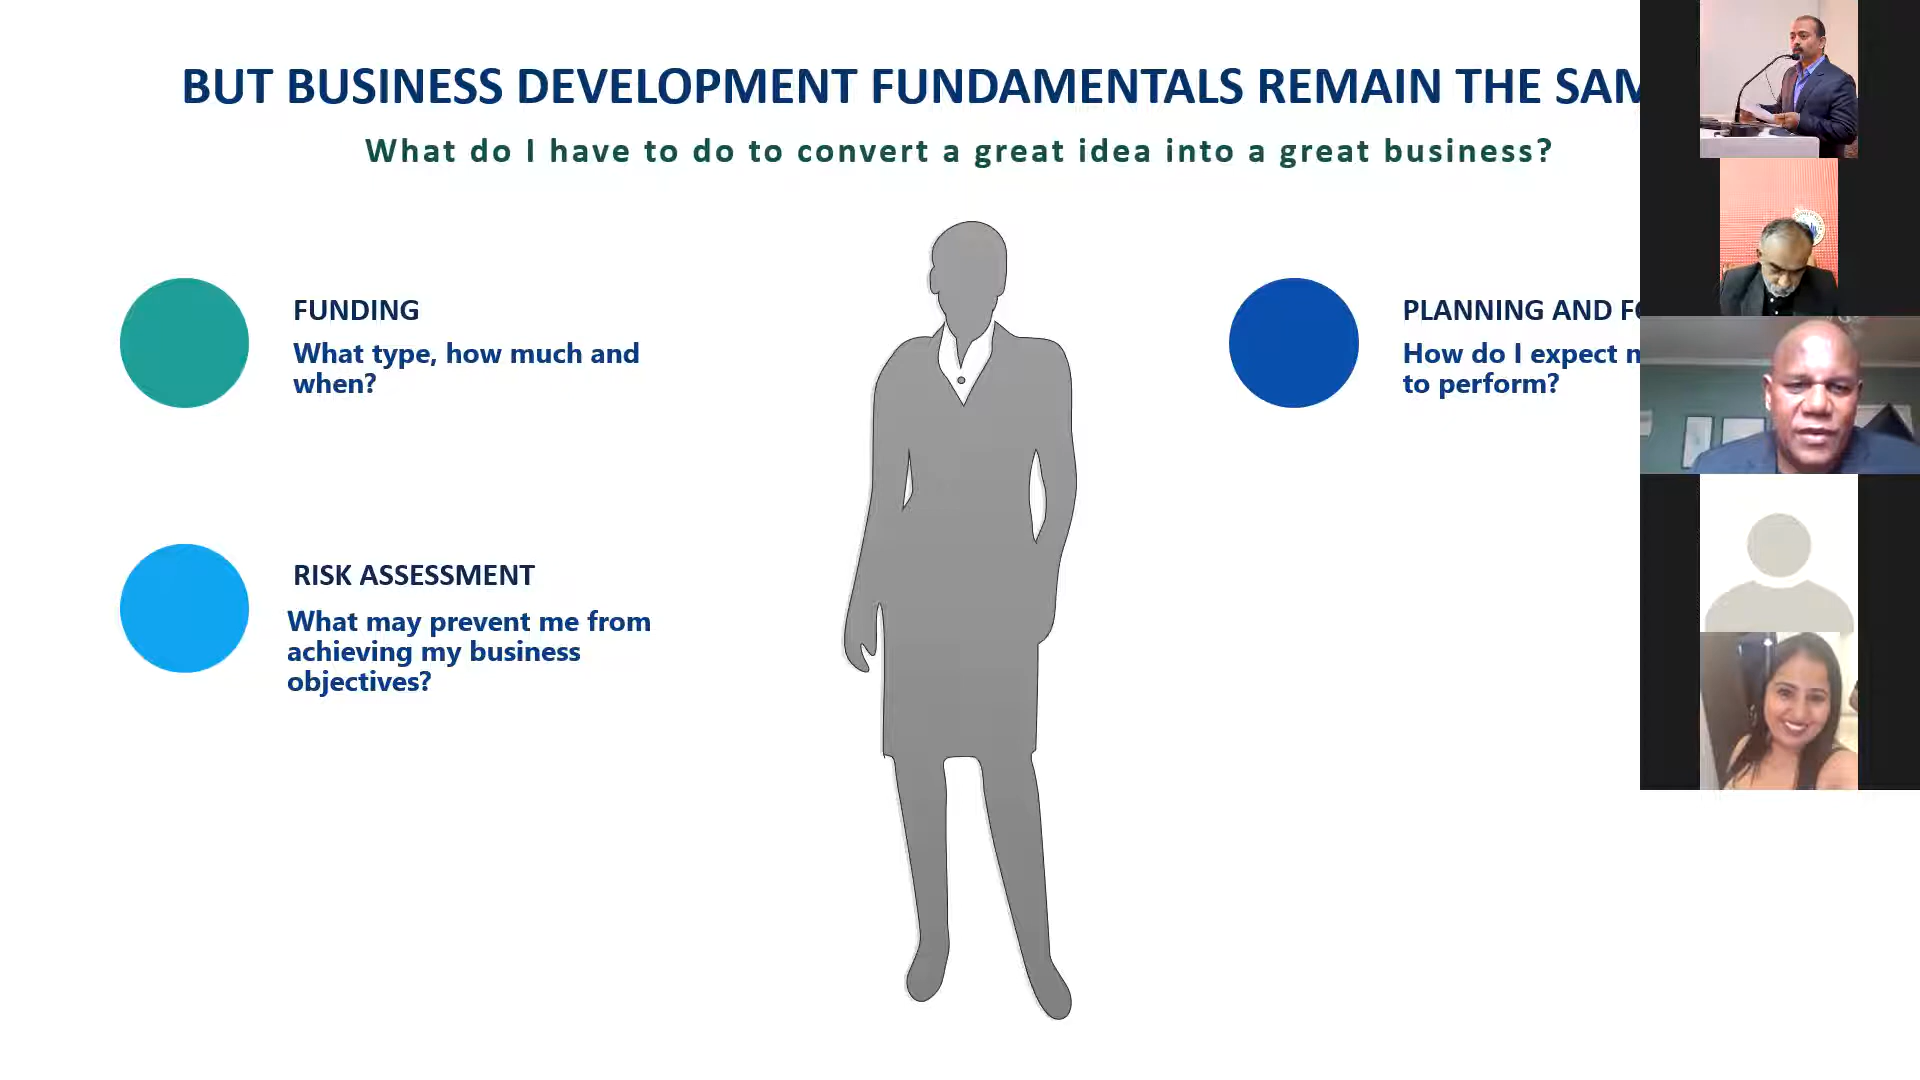 BUT BUSINESS DEVELOPMENT FUNDAMENTALS REMAIN THE
What do I have to do to convert a great idea into a great business?
FUNDING
What type, how much and
when?
PLANNING AND
How do I expect
to perform?
RISK ASSESSMENT
What may prevent me from
achieving my business
objectives?